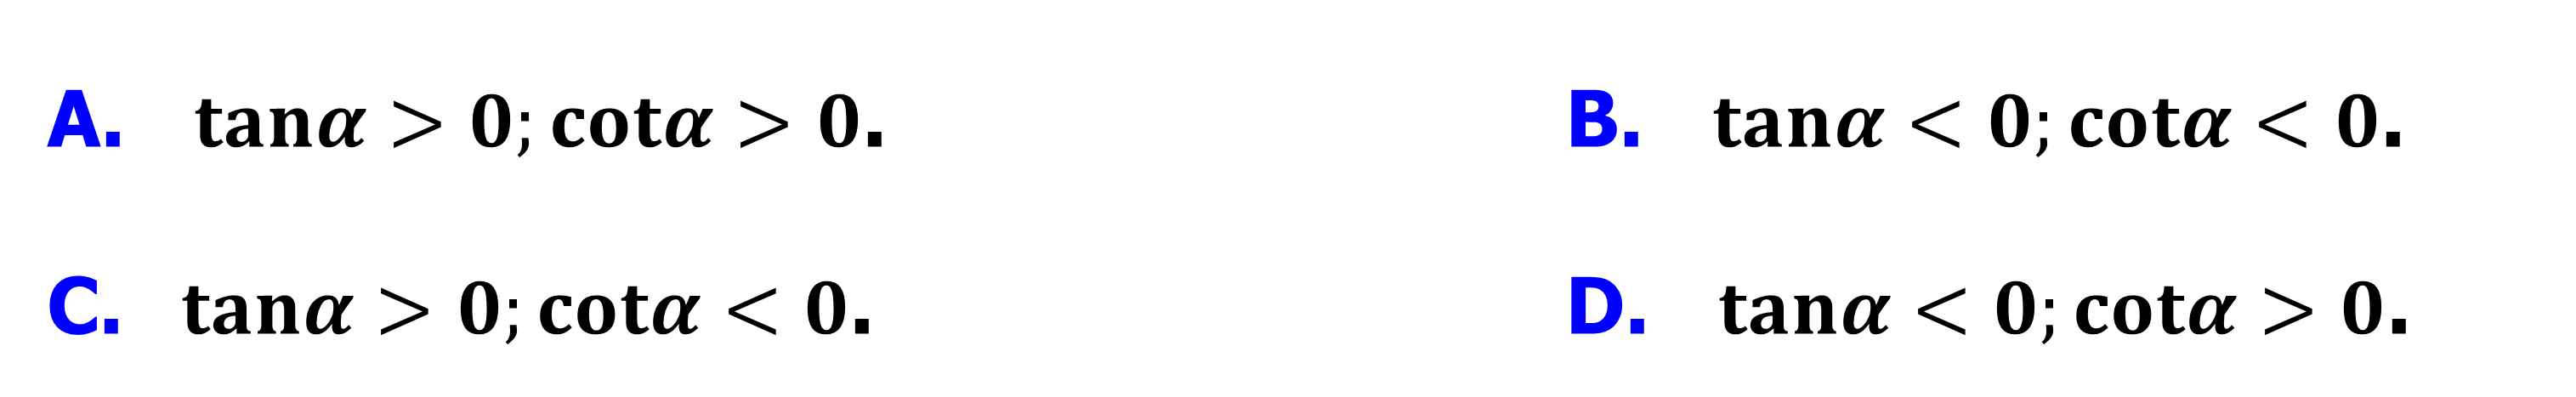 A. tanα > 0; cotα > 0. B. tanα < 0; cotα < 0.
C. tanα > 0; cotα < 0. D. tanα < 0; cotα > 0.